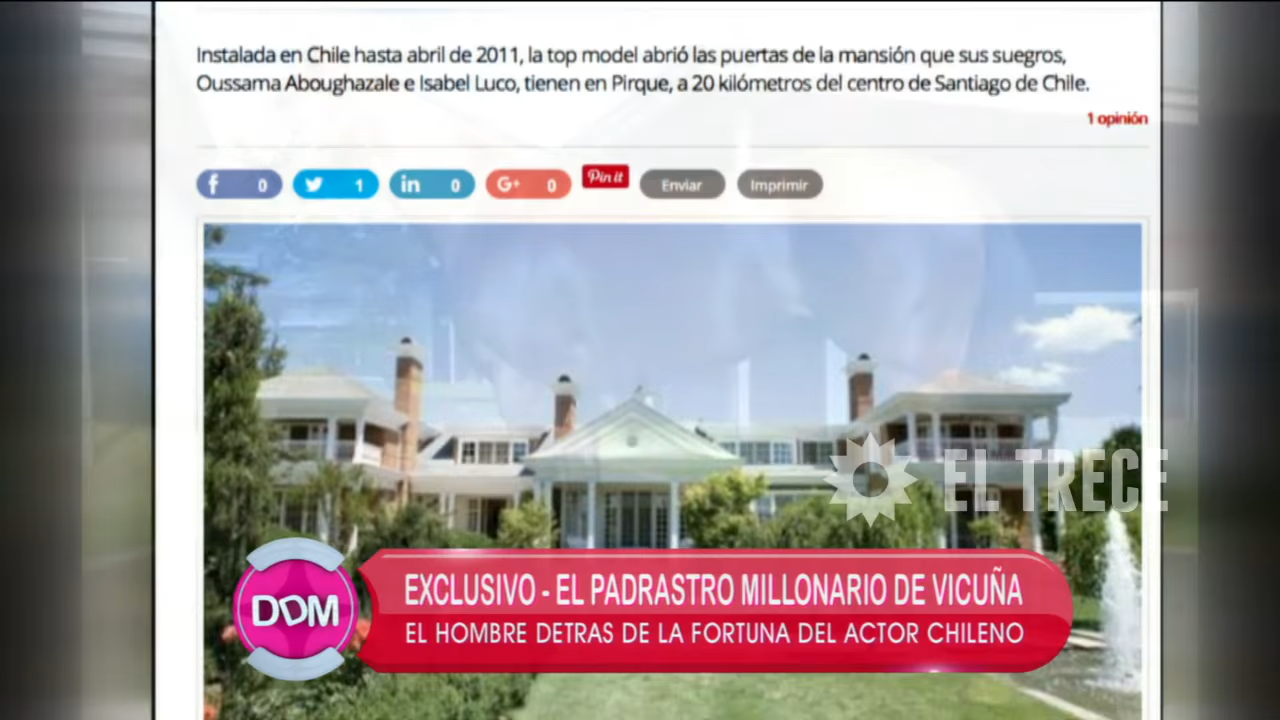 Instalada en Chile hasta abril de 2011, la top model abrió las puertas de la mansión que sus suegros,
Oussama Aboughazale e Isabel Luco, tienen en Pirque, a 20 kilómetros del centro de Santiago de Chile.
1 opinión
f 0
1
in 0
G+ 0
Pin it
Enviar
Imprimir
EL TRECE
DDM
EXCLUSIVO - EL PADRASTRO MILLONARIO DE VICUÑA
EL HOMBRE DETRAS DE LA FORTUNA DEL ACTOR CHILENO